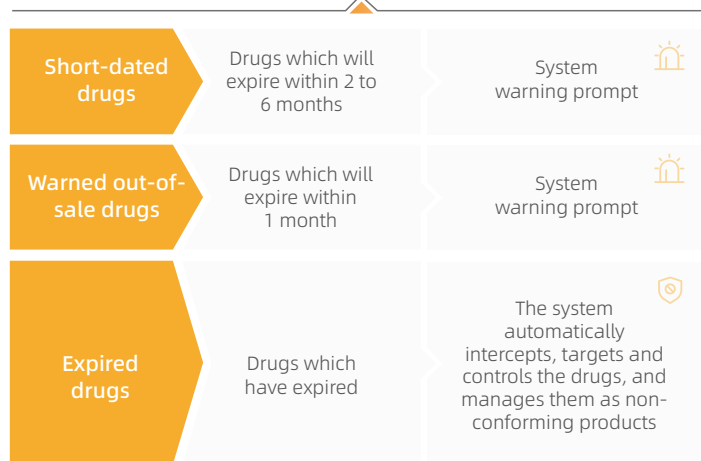 Short-dated
drugs
Drugs which will
expire within 2 to
6 months
System
warning prompt
Warned out-of-
sale drugs
Drugs which will
expire within
1 month
System
warning prompt
Expired
drugs
Drugs which
have expired
The system
automatically
intercepts, targets and
controls the drugs, and
manages them as non-
conforming products